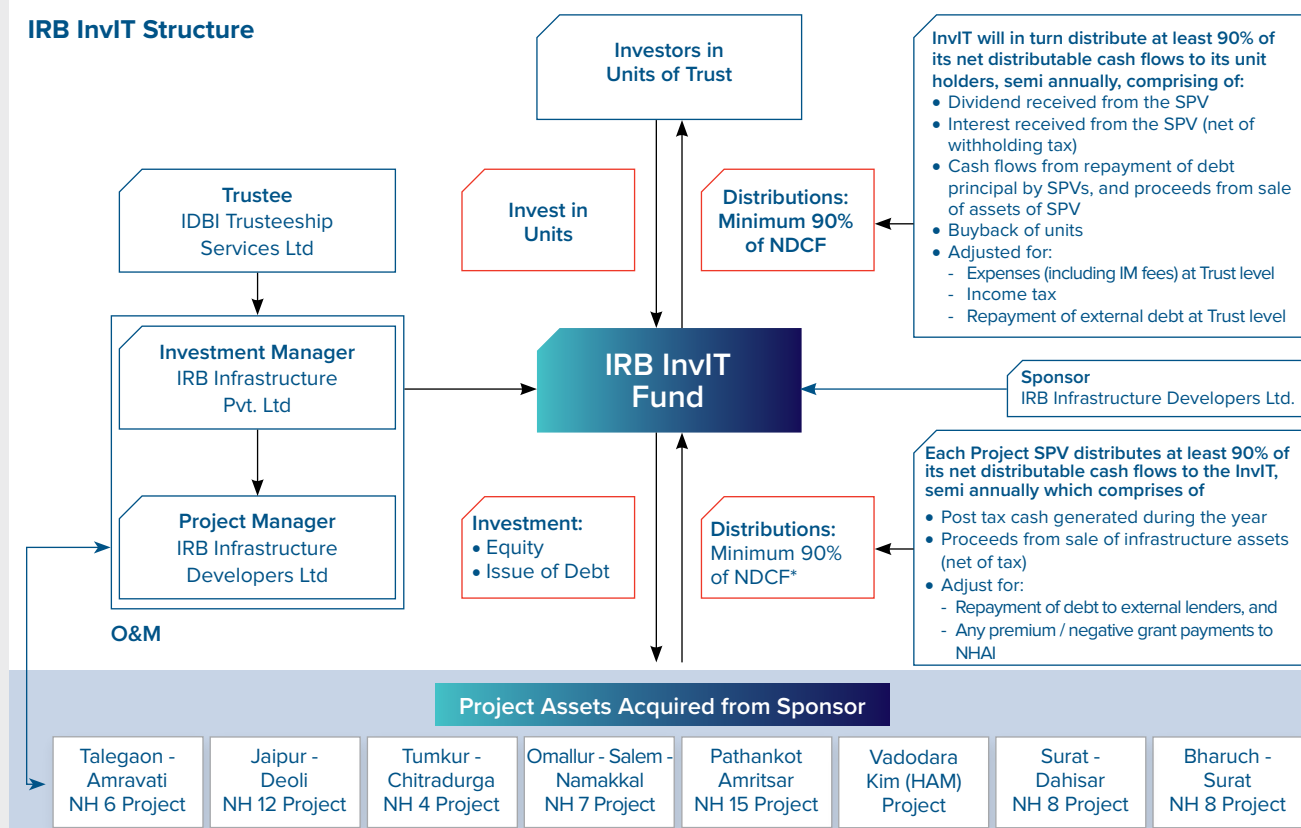 IRB InvIT Structure
Investors in
Units of Trust
InvIT will in turn distribute at least 90% of
its net distributable cash flows to its unit
holders, semi annually, comprising of:
• Dividend received from the SPV
• Interest received from the SPV (net of
withholding tax)
• Cash flows from repayment of debt
principal by SPVs, and proceeds from sale
of assets of SPV
• Buyback of units
• Adjusted for:
- Expenses (including IM fees) at Trust level
- Income tax
- Repayment of external debt at Trust level
Trustee
IDBI Trusteeship
Services Ltd
Invest in
Units
Distributions:
Minimum 90%
of NDCF
Investment Manager
IRB Infrastructure
Pvt. Ltd
IRB InvIT
Fund
Sponsor
IRB Infrastructure Developers Ltd.
Project Manager
IRB Infrastructure
Developers Ltd
O&M
Investment:
• Equity
• Issue of Debt
Distributions:
Minimum 90%
of NDCF*
Each Project SPV distributes at least 90% of
its net distributable cash flows to the InvIT,
semi annually which comprises of
• Post tax cash generated during the year
• Proceeds from sale of infrastructure assets
(net of tax)
• Adjust for:
- Repayment of debt to external lenders, and
- Any premium / negative grant payments to
NHAI
Project Assets Acquired from Sponsor
Talegaon -
Amravati
NH 6 Project
Jaipur -
Deoli
NH 12 Project
Tumkur -
Chitradurga
NH 4 Project
Omallur - Salem -
Namakkal
NH 7 Project
Pathankot
Amritsar
NH 15 Project
Vadodara
Kim (HAM)
Project
Surat -
Dahisar
NH 8 Project
Bharuch -
Surat
NH 8 Project